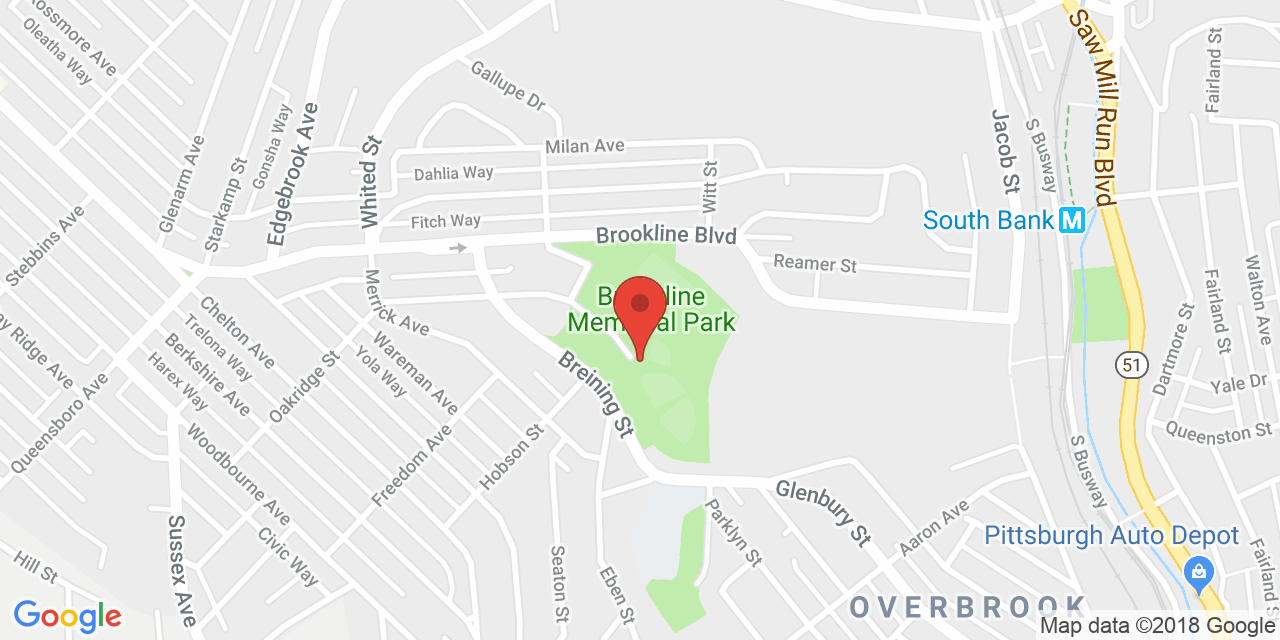 Rossmore Ave
Oleatha Way
Gallupe Dr
Saw Mill Run Blvd
Fairland St
Gonsha Way
Edgebrook Ave
Whited St
Milan Ave
Jacob St
S Busway
Glenarm Ave
Starkamp St
Dahlia Way
Witt St
Stebbins Ave
Fitch Way
Brookline Blvd
South Bank
M
Reamer St
Walton Ave
Fairland St
Merrick Ave
Memorial Park
Chelton Ave
Trelona Way
Berkshire Ave
Harex Way
Oakridge St
Yola Way
Wareman Ave
Breining St
51
Dartmore St
Yale Dr
Queenston St
Queensboro Ave
Ridge Ave
Woodbourne Ave
Freedom Ave
Hobson St
S Busway
Glenbury St
Parklyn St
Aaron Ave
Pittsburgh Auto Depot
Sussex Ave
Civic Way
Seaton St
Eben St
Hill St
Fairland S
OVERBROOK
Google
Map data ©2018 Google